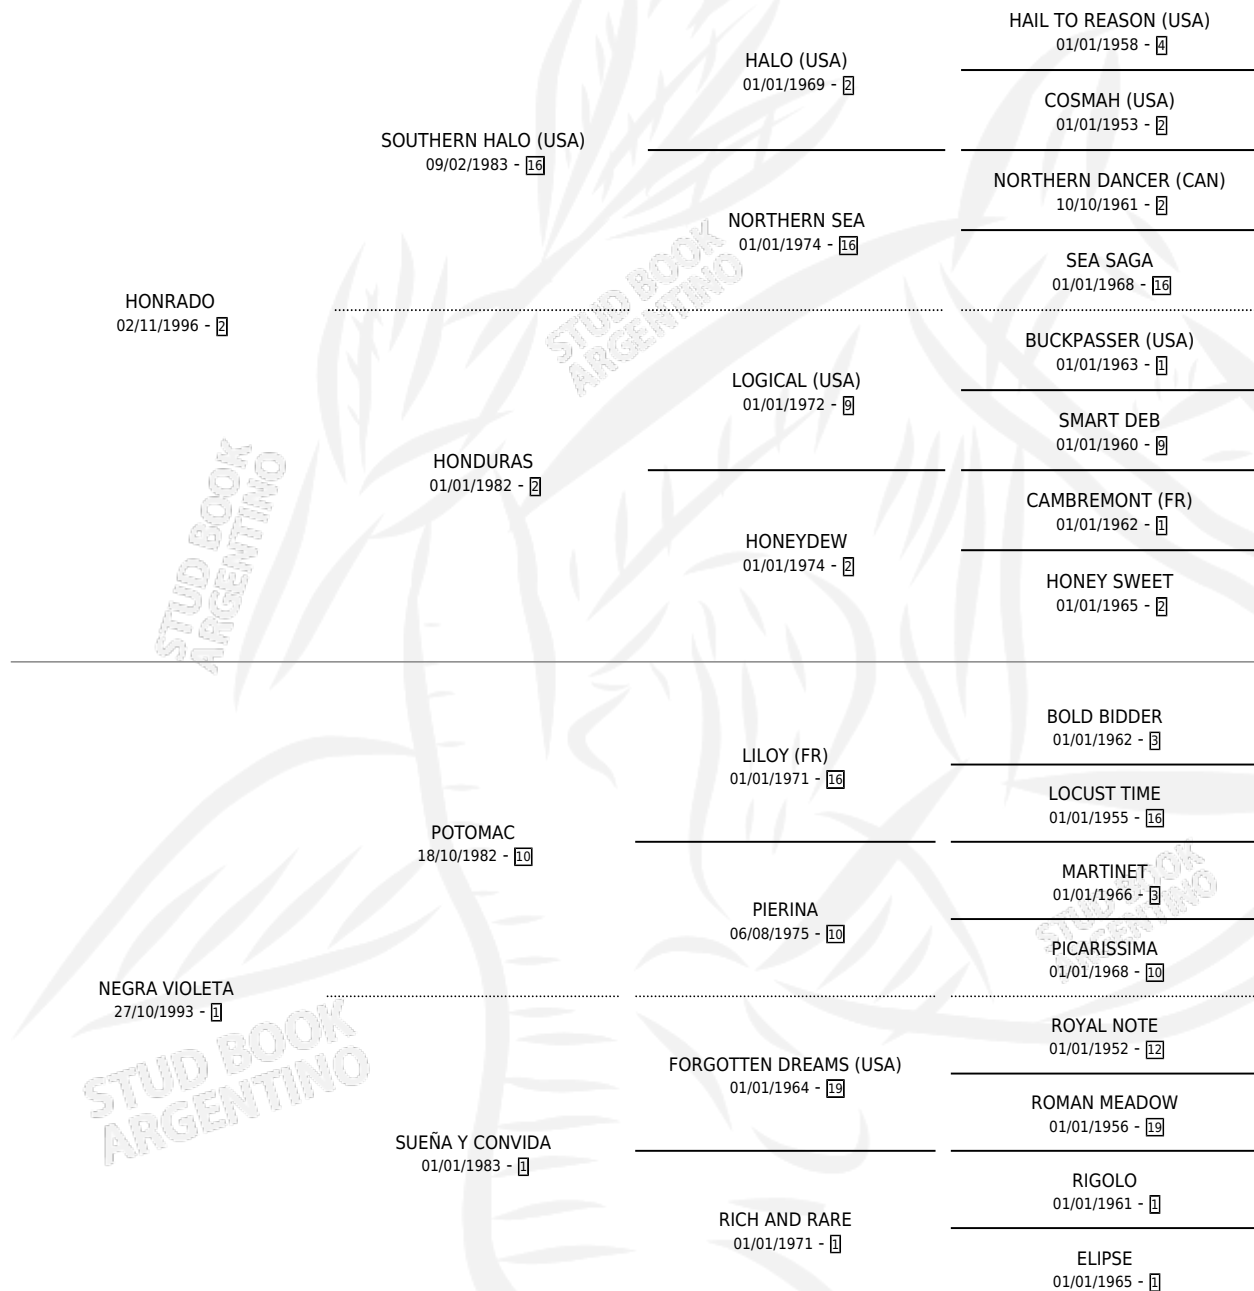 HAIL TO REASON (USA)
01/01/1958 - 4
HALO (USA)
01/01/1969 - 2
COSMAH (USA)
01/01/1953 - 2
SOUTHERN HALO (USA)
09/02/1983 - 16
NORTHERN DANCER (CAN)
10/10/1961 - 2
NORTHERN SEA
01/01/1974 - 16
SEA SAGA
01/01/1968 - 16
HONRADO
02/11/1996 - 2
STUD BOOK
ARGENTINO
BUCKPASSER (USA)
01/01/1963 - 1
LOGICAL (USA)
01/01/1972 - 9
SMART DEB
01/01/1960 - 9
HONDURAS
01/01/1982 - 2
CAMBREMONT (FR)
01/01/1962 - 1
HONEYDEW
01/01/1974 - 2
HONEY SWEET
01/01/1965 - 2
STUD BOOK
ARGENTINO
BOLD BIDDER
01/01/1962 - 3
LILOY (FR)
01/01/1971 - 16
LOCUST TIME
01/01/1955 - 16
POTOMAC
18/10/1982 - 10
MARTINET
01/01/1966 - 3
PIERINA
06/08/1975 - 10
STUD BOOK
ARGENTINO
PICARISSIMA
01/01/1968 - 10
NEGRA VIOLETA
27/10/1993 - 1
ROYAL NOTE
01/01/1952 - 12
FORGOTTEN DREAMS (USA)
01/01/1964 - 19
ROMAN MEADOW
01/01/1956 - 19
STUD BOOK
ARGENTINO
SUEÑA Y CONVIDA
01/01/1983 - 1
RIGOLO
01/01/1961 - 1
RICH AND RARE
01/01/1971 - 1
ELIPSE
01/01/1965 - 1